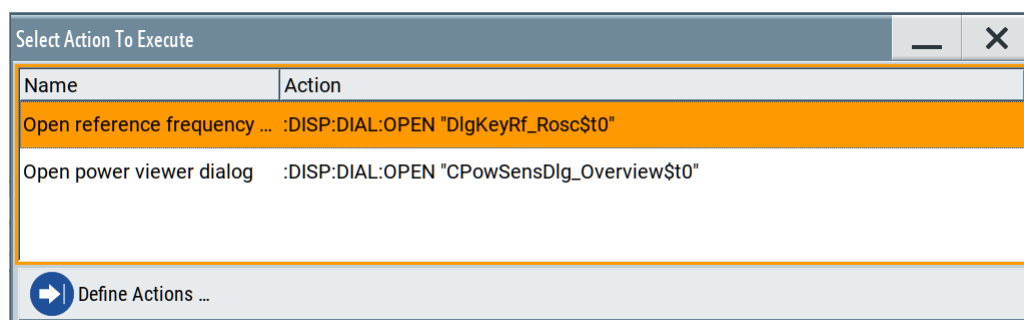 Select Action To Execute
Name Action
Open reference frequency ... :DISP:DIAL:OPEN "DlgKeyRf_Rosc$t0"
Open power viewer dialog :DISP:DIAL:OPEN "CPowSensDlg_Overview$t0"
Define Actions ...